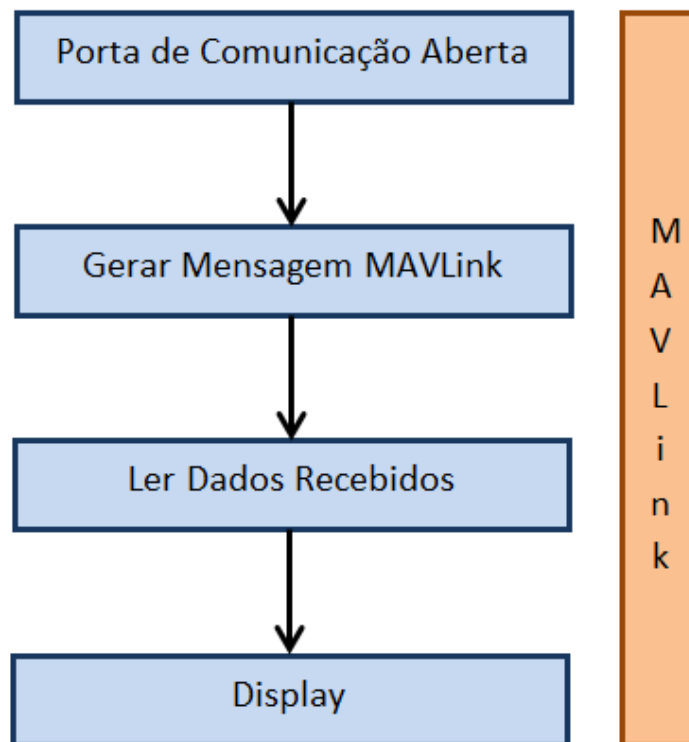 Porta de Comunicação Aberta
Gerar Mensagem MAVLink
Ler Dados Recebidos
Display
M
A
V
L
i
n
k